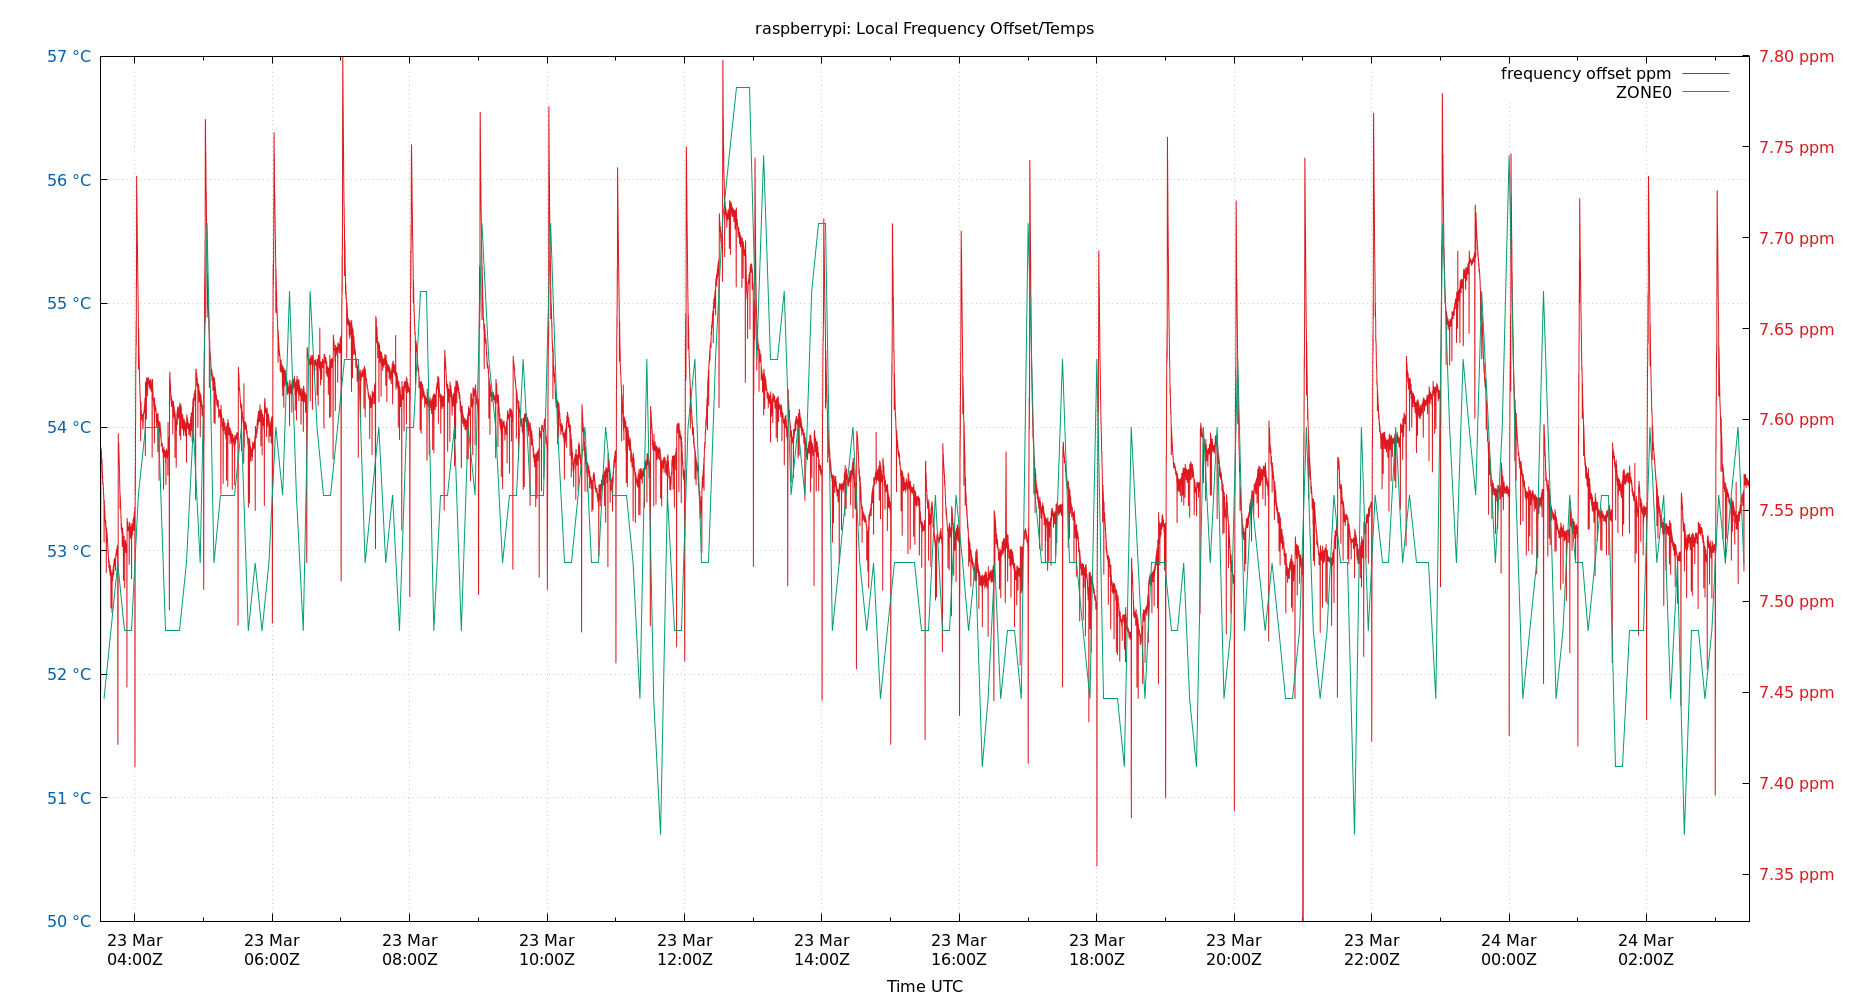 raspberrypi: Local Frequency Offset/Temps
57 °C
56 °C
55 °C
54 °C
53 °C
52 °C
51 °C
50 °C
7.80 ppm
7.75 ppm
7.70 ppm
7.65 ppm
7.60 ppm
7.55 ppm
7.50 ppm
7.45 ppm
7.40 ppm
7.35 ppm
frequency offset ppm
ZONE0
23 Mar 23 Mar 23 Mar 23 Mar 23 Mar 23 Mar 23 Mar 23 Mar 23 Mar 23 Mar 24 Mar 24 Mar
04:00Z 06:00Z 08:00Z 10:00Z 12:00Z 14:00Z 16:00Z 18:00Z 20:00Z 22:00Z 00:00Z 02:00Z
Time UTC